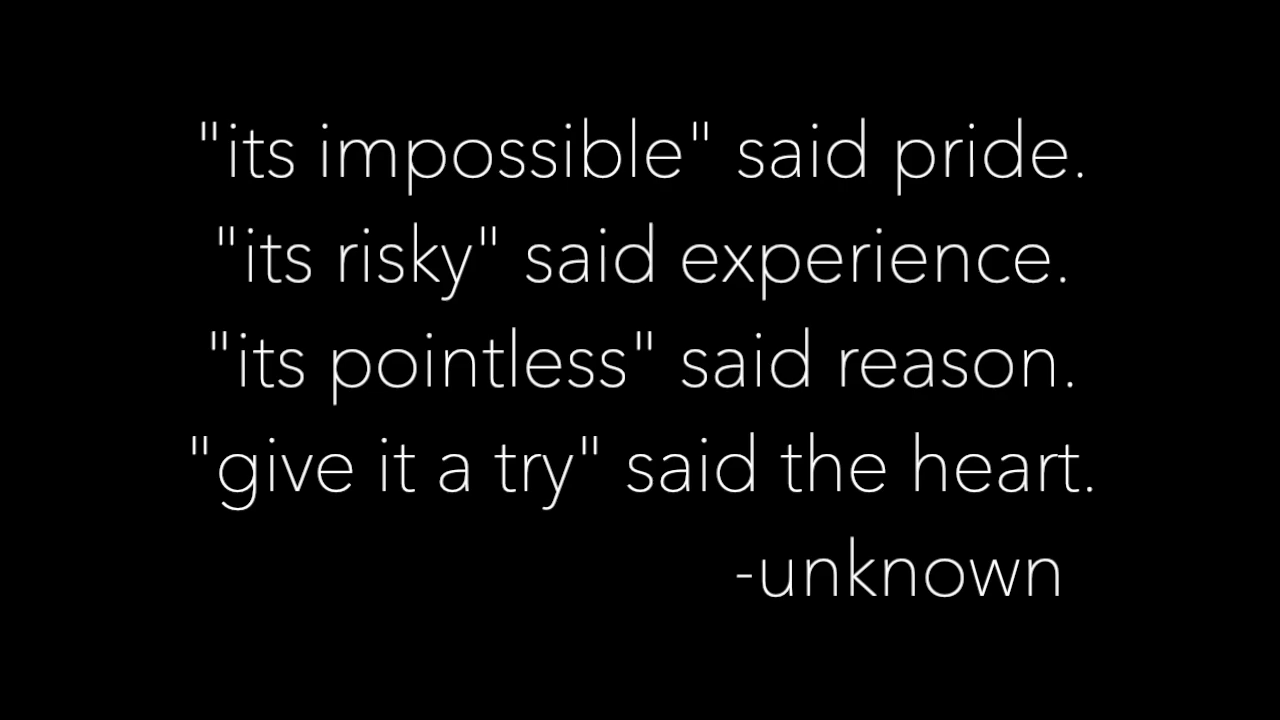 "its impossible" said pride.
"its risky" said experience.
"its pointless" said reason.
"give it a try" said the heart.
-unknown